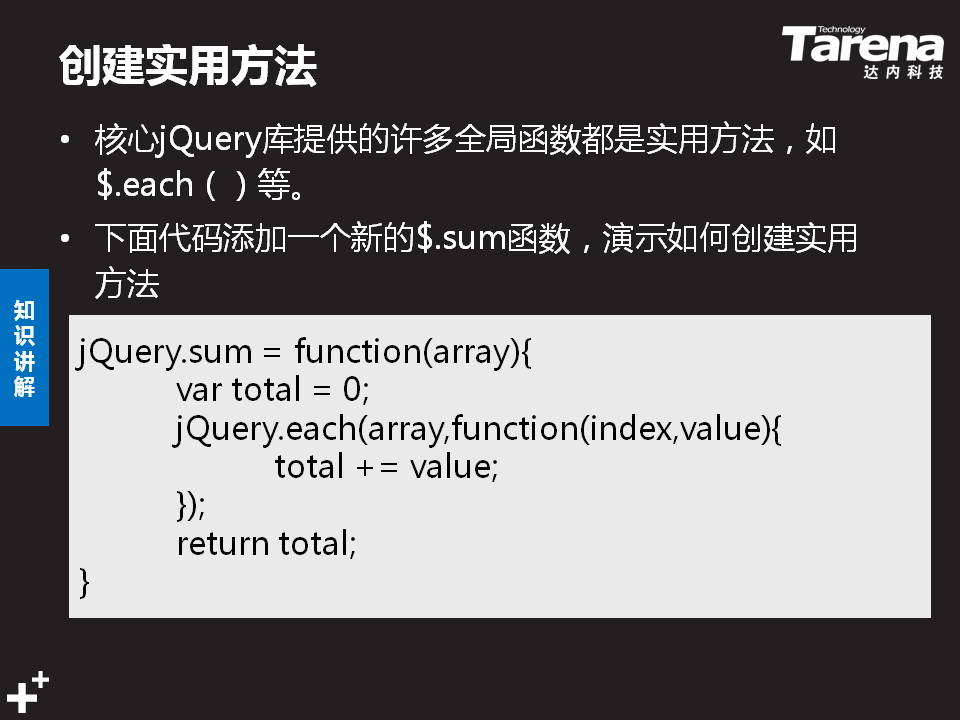 创建实用方法
Technology
Tarena
达内科技
• 核心jQuery库提供的许多全局函数都是实用方法，如
$.each（）等。
• 下面代码添加一个新的$.sum函数，演示如何创建实用
方法
知
识
讲
解
jQuery.sum = function(array){
var total = 0;
jQuery.each(array,function(index,value){
total += value;
});
return total;
}